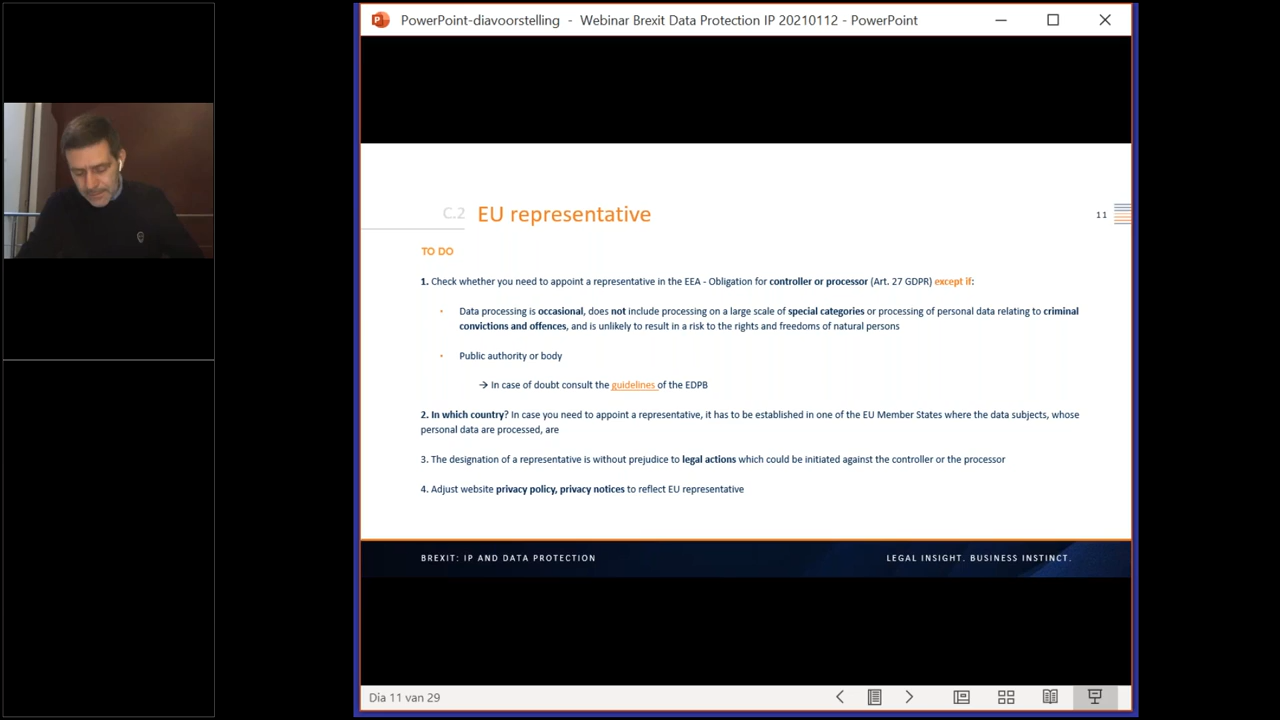 PowerPoint-diavoorstelling - Webinar Brexit Data Protection IP 20210112 - PowerPoint
C.2 EU representative
11
TO DO
1. Check whether you need to appoint a representative in the EEA - Obligation for controller or processor (Art. 27 GDPR) except if:
• Data processing is occasional, does not include processing on a large scale of special categories or processing of personal data relating to criminal
convictions and offences, and is unlikely to result in a risk to the rights and freedoms of natural persons
• Public authority or body
→ In case of doubt consult the guidelines of the EDPB
2. In which country? In case you need to appoint a representative, it has to be established in one of the EU Member States where the data subjects, whose
personal data are processed, are
3. The designation of a representative is without prejudice to legal actions which could be initiated against the controller or the processor
4. Adjust website privacy policy, privacy notices to reflect EU representative
BREXIT: IP AND DATA PROTECTION
LEGAL INSIGHT. BUSINESS INSTINCT.
Dia 11 van 29